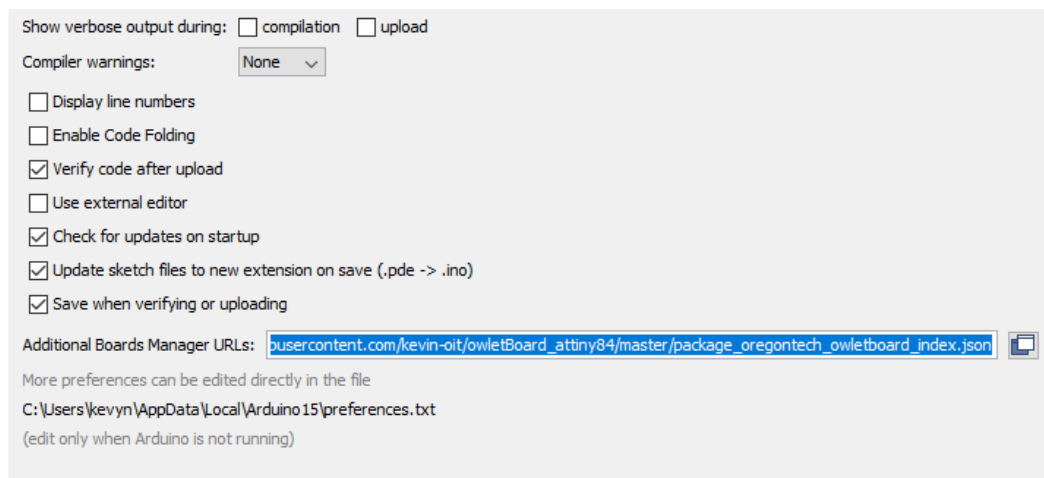 Show verbose output during: compilation upload
Compiler warnings: None
Display line numbers
Enable Code Folding
Verify code after upload
Use external editor
Check for updates on startup
Update sketch files to new extension on save (.pde -> .ino)
Save when verifying or uploading
Additional Boards Manager URLs: ousercontent.com/kevin-oit/owletBoard_attiny84/master/package_oregontech_owletboard_index.json
More preferences can be edited directly in the file
C:\Users\kevyn\AppData\Local\Arduino15\preferences.txt
(edit only when Arduino is not running)